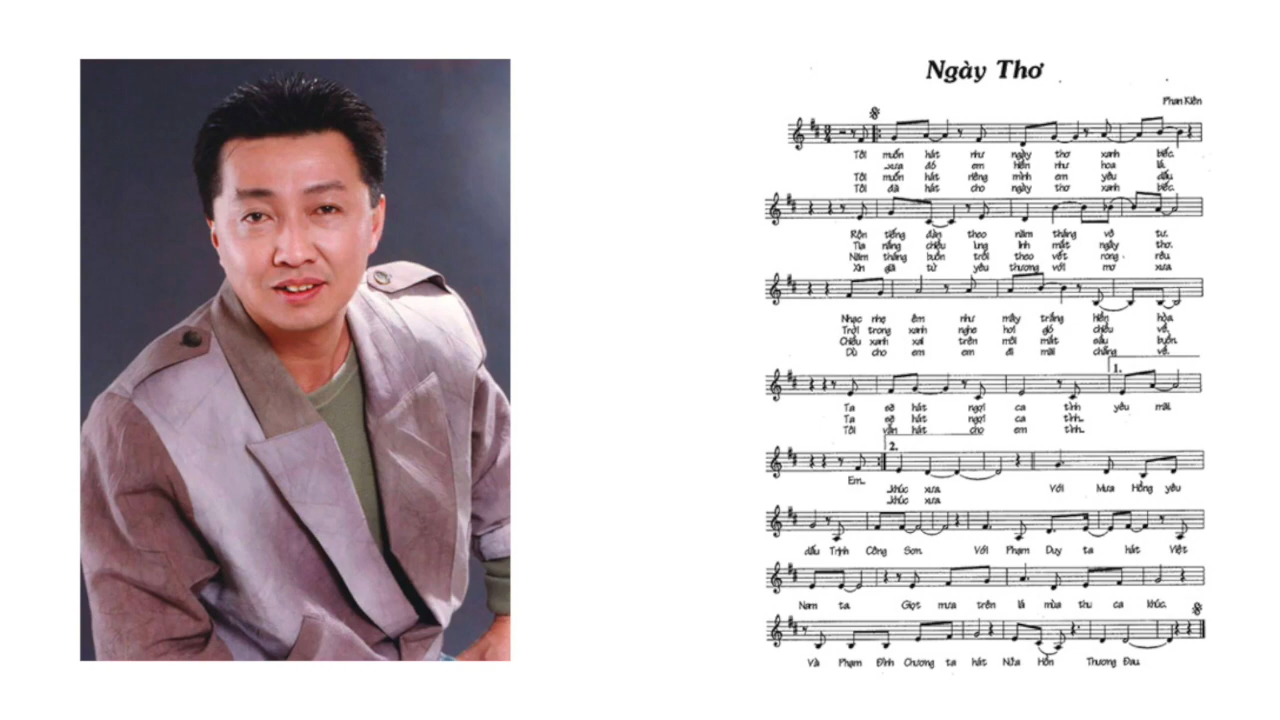 Ngày Thơ
Phan Kiên
Tôi muốn hát như ngày thơ xanh biếc.
..xưa đó em hiền như hoa lá.
Tôi muốn hát riêng mình em yêu dấu
Tôi đã hát cho ngày thơ xanh biếc.
Rộn tiếng đàn theo năm tháng vô tư.
Tia nắng chiều lung linh mắt ngây thơ.
Năm tháng buồn trôi theo vết rong rêu.
Xin giã từ yêu thương với mơ xưa
Nhạc nhẹ êm như mây trắng hiền hòa.
Trời trong xanh nghe hơi gió chiều về.
Chiều xanh xai trên môi mắt sầu buồn.
Dù cho em em đi mãi chẳng về.
1.
Ta sẽ hát ngợi ca tình yêu mãi.
Ta sẽ hát ngợi ca tình..
Tôi vẫn hát cho em tình..
2.
Em.. ..khúc xưa Với Mưa Hồng yêu
..khúc xưa
dấu Trịnh Công Sơn. Với Phạm Duy ta hát Việt
Nam ta. Giọt mưa trên lá mùa thu ca khúc.
Và Phạm Đình Chương ta hát Nửa Hồn Thương Đau.